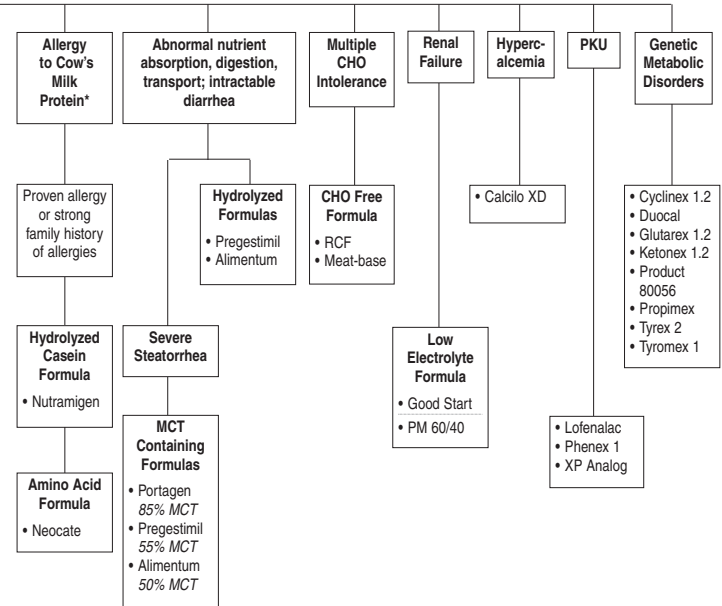 Allergy
to Cow's
Milk
Protein*
Proven allergy
or strong
family history
of allergies
Hydrolyzed
Casein
Formula
• Nutramigen
Amino Acid
Formula
• Neocate
Abnormal nutrient
absorption, digestion,
transport; intractable
diarrhea
Hydrolyzed
Formulas
• Pregestimil
• Alimentum
Severe
Steatorrhea
MCT
Containing
Formulas
• Portagen
85% MCT
• Pregestimil
55% MCT
• Alimentum
50% MCT
Multiple
CHO
Intolerance
CHO Free
Formula
• RCF
• Meat-base
Renal
Failure
Low
Electrolyte
Formula
• Good Start
• PM 60/40
Hyperc-
alcemia
• Calcilo XD
PKU
• Lofenalac
• Phenex 1
• XP Analog
Genetic
Metabolic
Disorders
• Cyclinex 1.2
• Duocal
• Glutarex 1.2
• Ketonex 1.2
• Product
80056
• Propimex
• Tyrex 2
• Tyromex 1